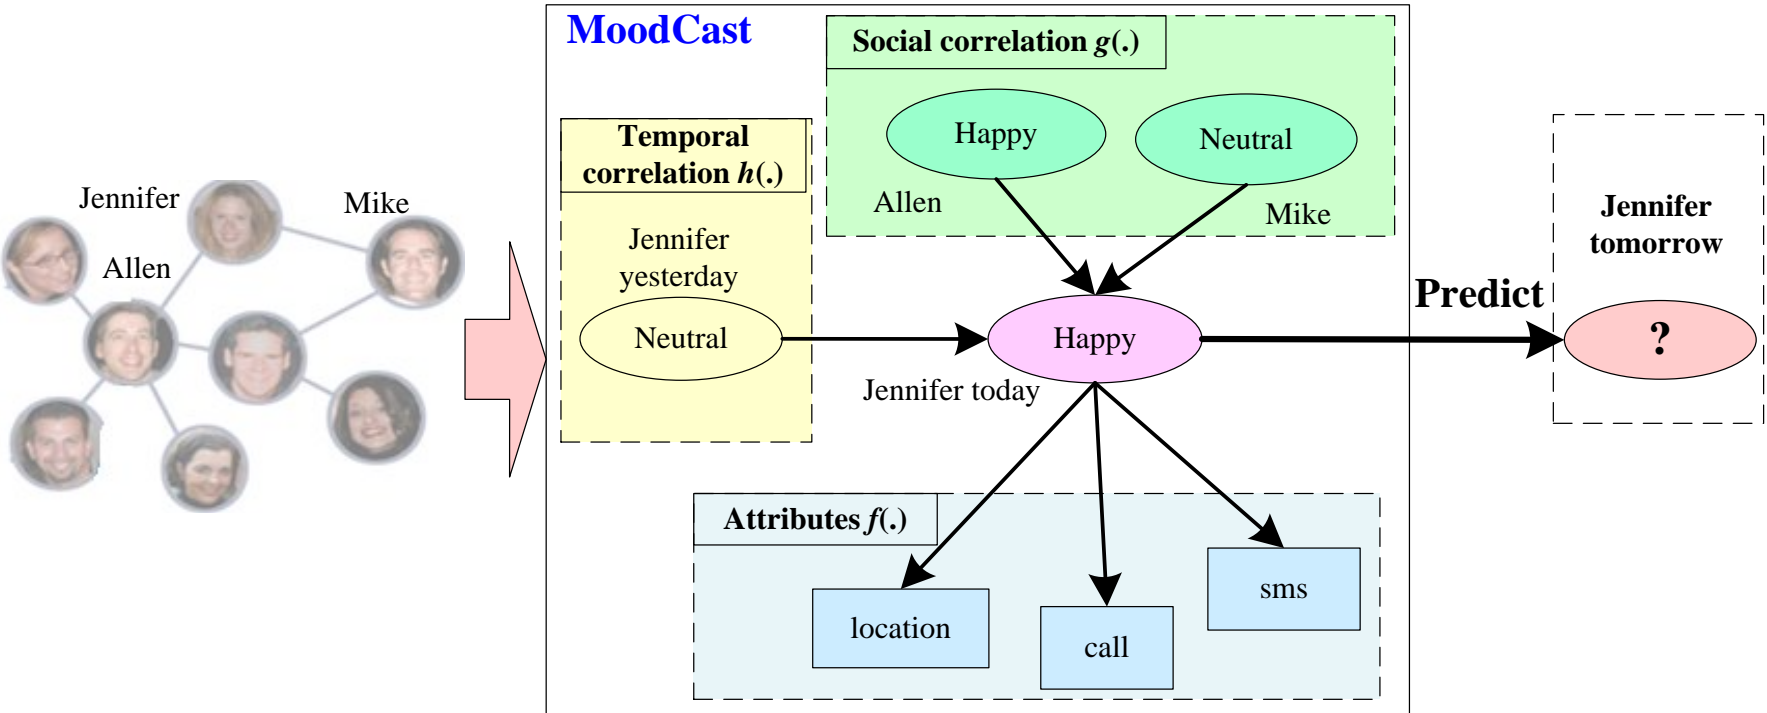 MoodCast
Social correlation g(.)
Happy
Neutral
Allen
Mike
Temporal
correlation h(.)
Jennifer
yesterday
Neutral
Jennifer
Mike
Allen
Happy
Jennifer today
Predict
Jennifer
tomorrow
?
Attributes f(.)
location
call
sms